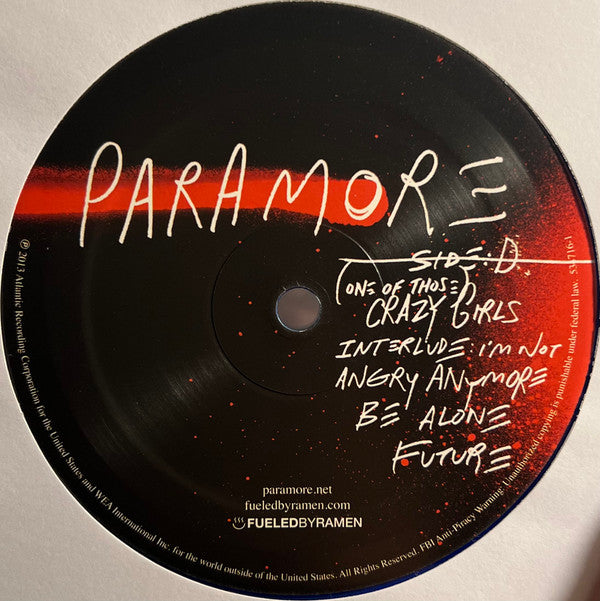 PARAMORE
SIDE: D
(ONE OF THOSE)
CRAZY GIRLS
INTERLUDE: I'M NOT
ANGRY ANYMORE
BE ALONE
FUTURE
paramore.net
fueledbyramen.com
FUELEDBYRAMEN
℗ 2013 Atlantic Recording Corporation for the United States and WEA International Inc. for the world outside of the United States. All Rights Reserved. FBI Anti-Piracy Warning: Unauthorized copying is punishable under federal law.